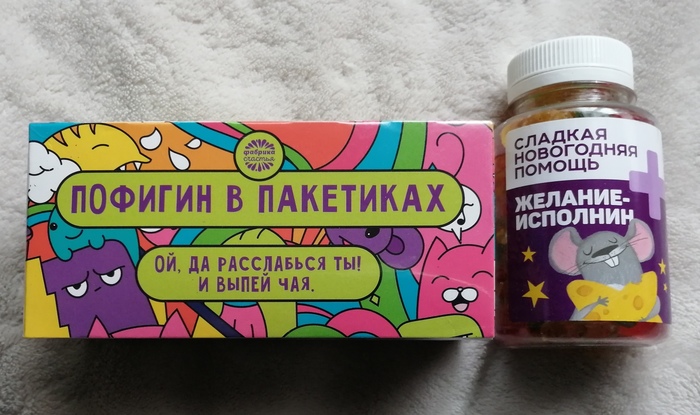 фабрика
счастья
ПОФИГИН В ПАКЕТИКАХ
ОЙ, ДА РАССЛАБЬСЯ ТЫ!
И ВЫПЕЙ ЧАЯ.
СЛАДКАЯ
НОВОГОДНЯЯ
ПОМОЩЬ
ЖЕЛАНИЕ-
ИСПОЛНИН